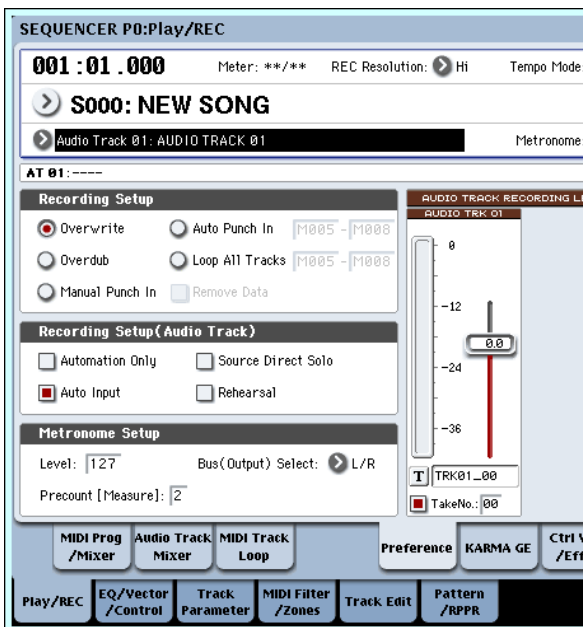 SEQUENCER P0:Play/REC
001:01.000 Meter: **/** REC Resolution: Hi Tempo Mode:
S000: NEW SONG
Audio Track 01: AUDIO TRACK 01 Metronome:
AT 01:----
Recording Setup
Overwrite Auto Punch In M005 - M008
Overdub Loop All Tracks M005 - M008
Manual Punch In Remove Data
Recording Setup(Audio Track)
Automation Only Source Direct Solo
Auto Input Rehearsal
Metronome Setup
Level: 127 Bus(Output) Select: L/R
Precount [Measure]: 2
AUDIO TRACK RECORDING
AUDIO TRK 01
0
-12
0.0
-24
-36
T TRK01_00
TakeNo.: 00
MIDI Prog /Mixer
Audio Track Mixer
MIDI Track Loop
Preference
KARMA GE
Ctrl
Play/REC
EQ/Vector /Control
Track Parameter
MIDI Filter /Zones
Track Edit
Pattern /RPPR